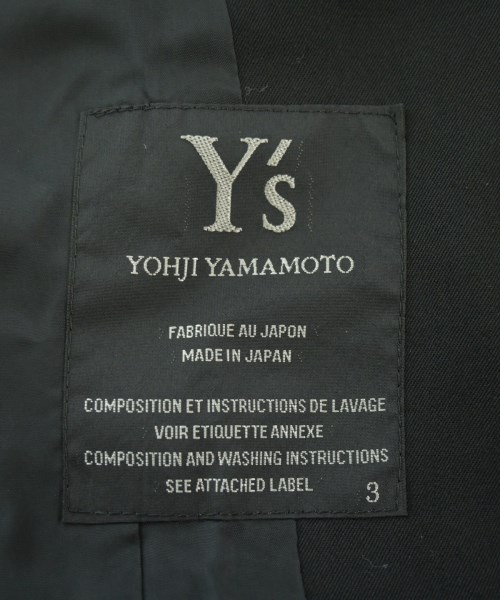 Y's
YOHJI YAMAMOTO
FABRIQUE AU JAPON
MADE IN JAPAN
COMPOSITION ET INSTRUCTIONS DE LAVAGE
VOIR ETIQUETTE ANNEXE
COMPOSITION AND WASHING INSTRUCTIONS
SEE ATTACHED LABEL 3